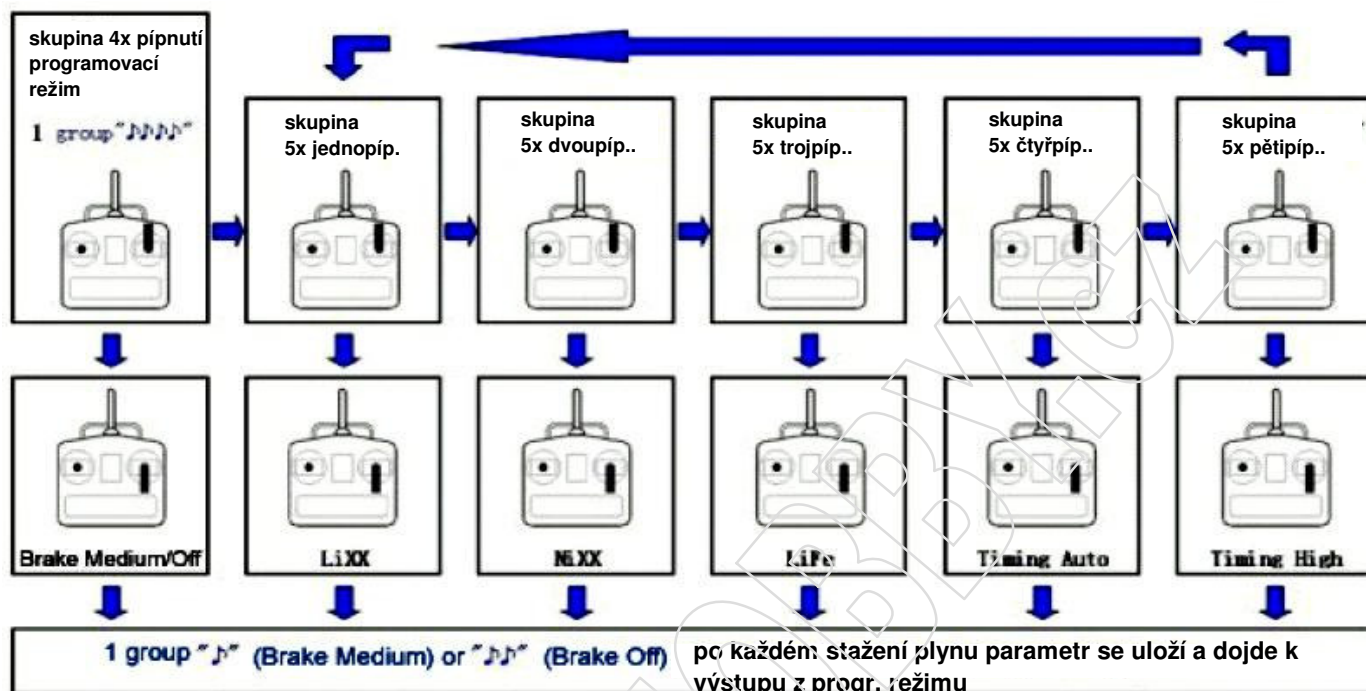 skupina 4x pípnutí
programovací
režim
1 group"♪♪♪♪"
skupina
5x jednopíp.
skupina
5x dvoupíp..
skupina
5x trojpíp..
skupina
5x čtyřpíp..
skupina
5x pětipíp..
Brake Medium/Off
LiXX
NiXX
LiFe
Timing Auto
Timing High
1 group "♪" (Brake Medium) or "♪♪" (Brake Off)
po každém stažení plynu parametr se uloží a dojde k
výstupu z progr. režimu